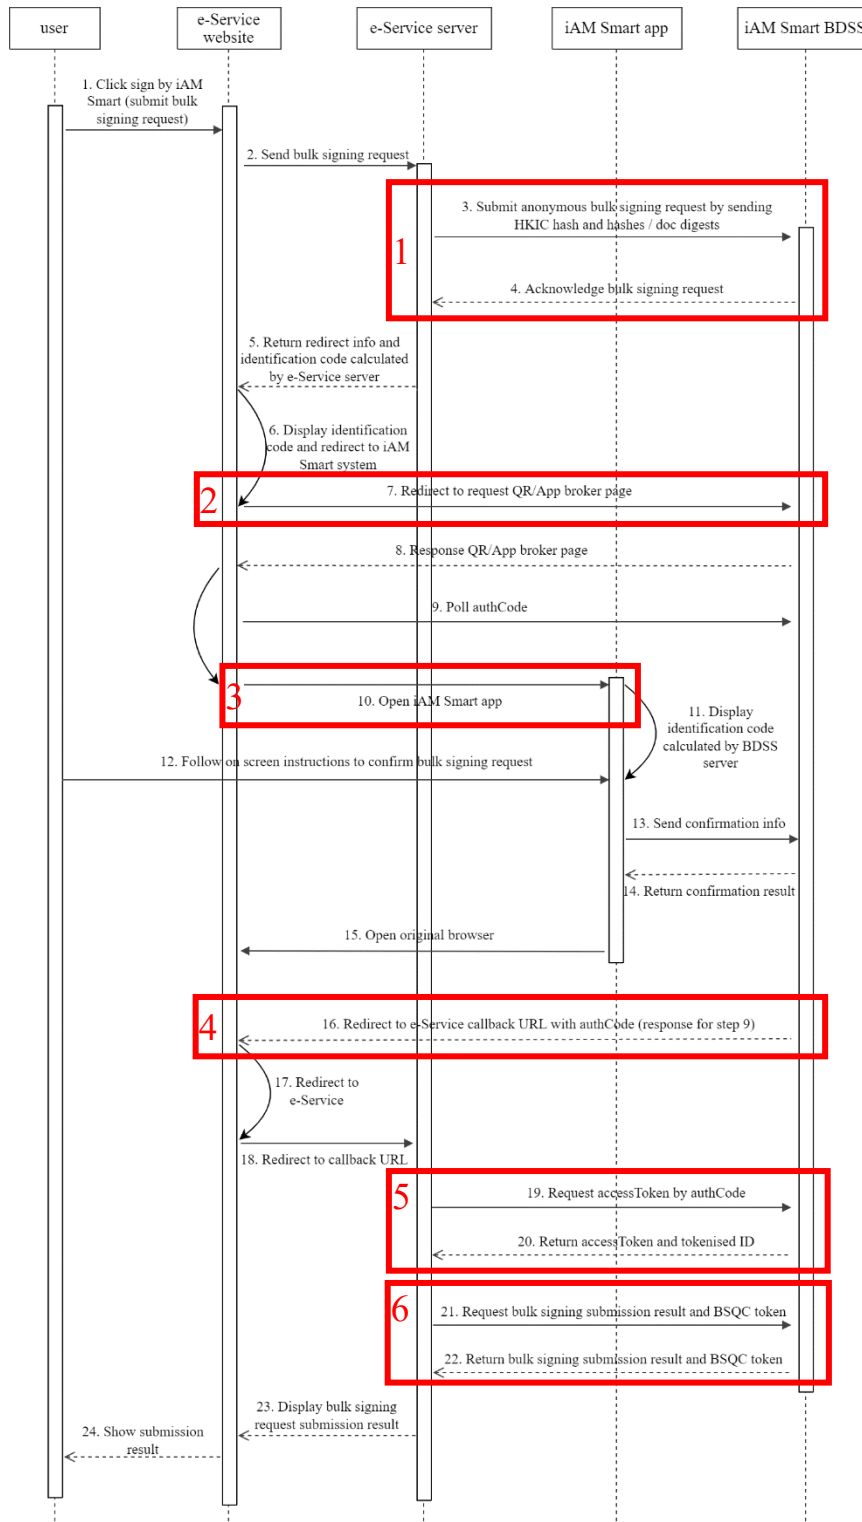 user
e-Service
website
e-Service server
iAM Smart app
iAM Smart BDSS
1. Click sign by iAM
Smart (submit bulk
signing request)
2. Send bulk signing request
1
3. Submit anonymous bulk signing request by sending
HKIC hash and hashes / doc digests
4. Acknowledge bulk signing request
5. Return redirect info and
identification code calculated
by e-Service server
6. Display identification
code and redirect to iAM
Smart system
2
7. Redirect to request QR/App broker page
8. Response QR/App broker page
9. Poll authCode
3
10. Open iAM Smart app
11. Display
identification code
calculated by BDSS
server
12. Follow on screen instructions to confirm bulk signing request
13. Send confirmation info
14. Return confirmation result
15. Open original browser
4
16. Redirect to e-Service callback URL with authCode (response for step 9)
17. Redirect to
e-Service
18. Redirect to callback URL
5
19. Request accessToken by authCode
20. Return accessToken and tokenised ID
6
21. Request bulk signing submission result and BSQC token
22. Return bulk signing submission result and BSQC token
23. Display bulk signing
request submission result
24. Show submission
result